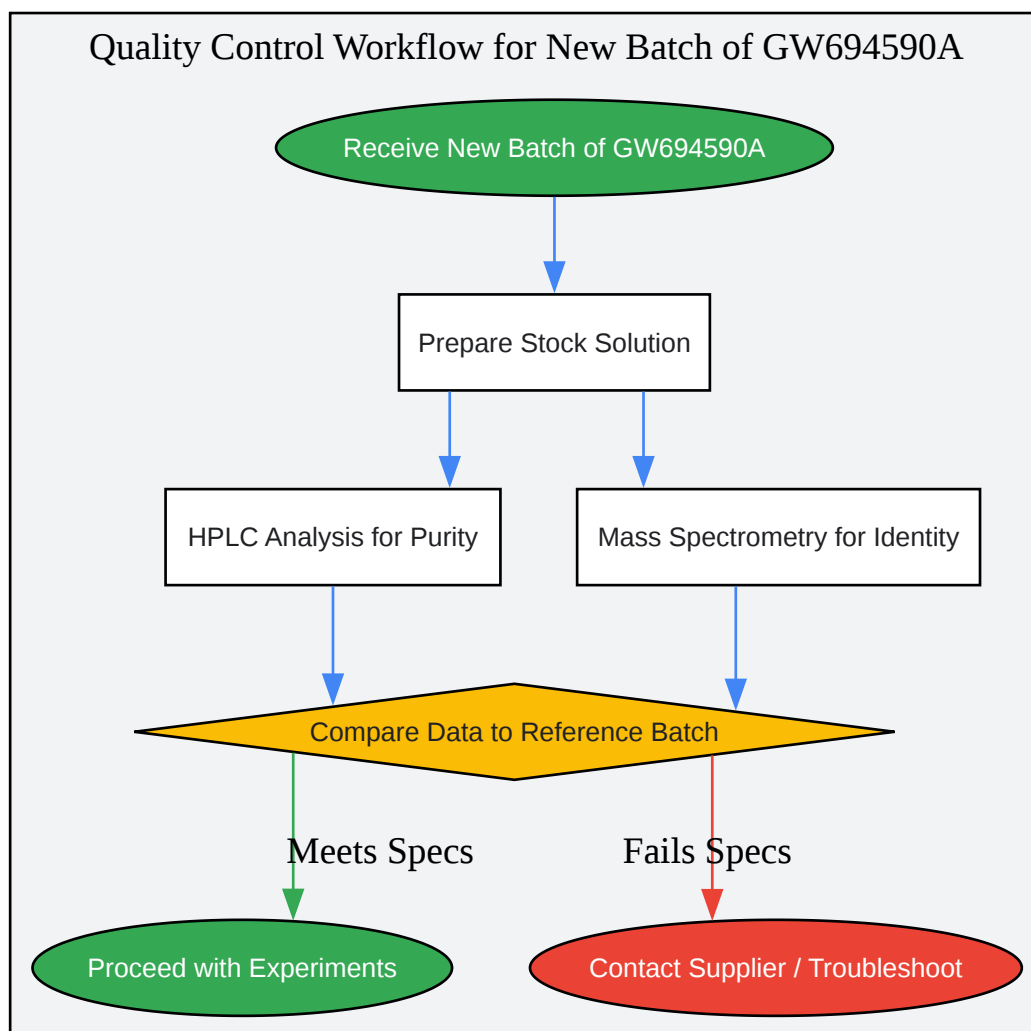 Quality Control Workflow for New Batch of GW694590A
Receive New Batch of GW694590A
Prepare Stock Solution
HPLC Analysis for Purity
Mass Spectrometry for Identity
Compare Data to Reference Batch
Meets Specs
Fails Specs
Proceed with Experiments
Contact Supplier / Troubleshoot